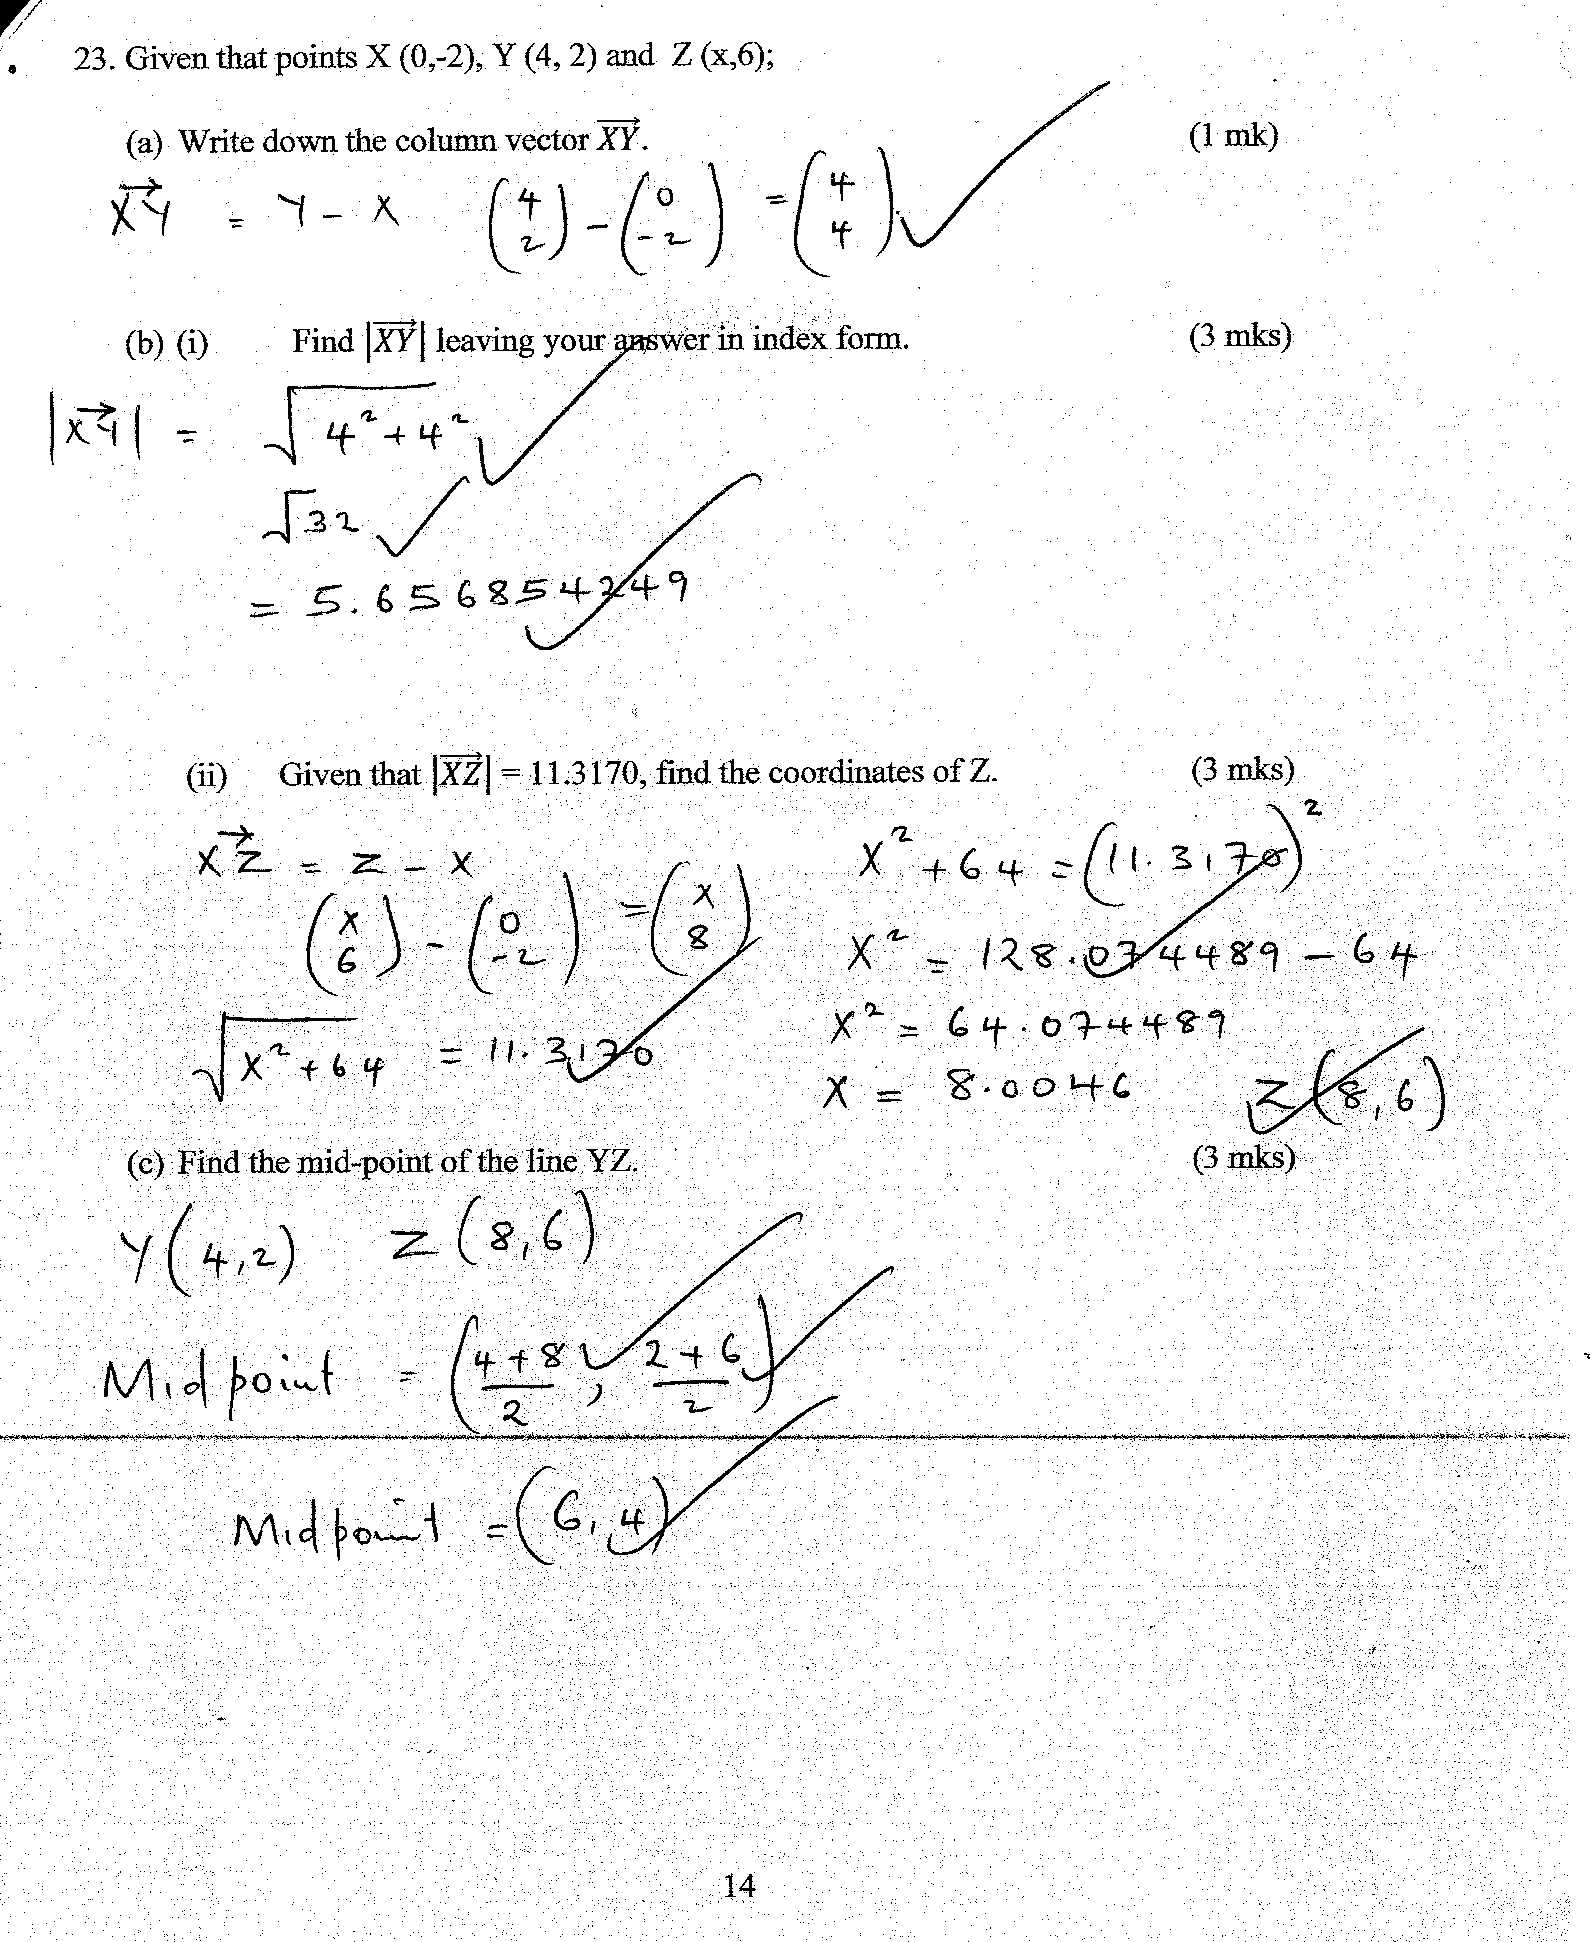 23. Given that points X (0,-2), Y (4, 2) and Z (x,6);
(a) Write down the column vector XY⃗. (1 mk)
XY⃗ = Y - X (4 2) - (0 -2) = (4 4) ✓
(b) (i) Find |XY⃗| leaving your answer in index form. (3 mks)
|XY⃗| = √(4² + 4²) ✓
√32 ✓
= 5.656854249 ✓
(ii) Given that |XZ⃗| = 11.3170, find the coordinates of Z. (3 mks)
XZ⃗ = Z - X
(x 6) - (0 -2) = (x 8)
√(x² + 64) = 11.3170 ✓
x² + 64 = (11.3170)²
x² = 128.074489 - 64 ✓
x² = 64.074489
x = 8.0046 Z(8,6) ✓
(c) Find the mid-point of the line YZ. (3 mks)
Y(4,2) Z(8,6)
Midpoint = (4+8/2 ✓, 2+6/2) ✓
Midpoint = (6, 4) ✓
14